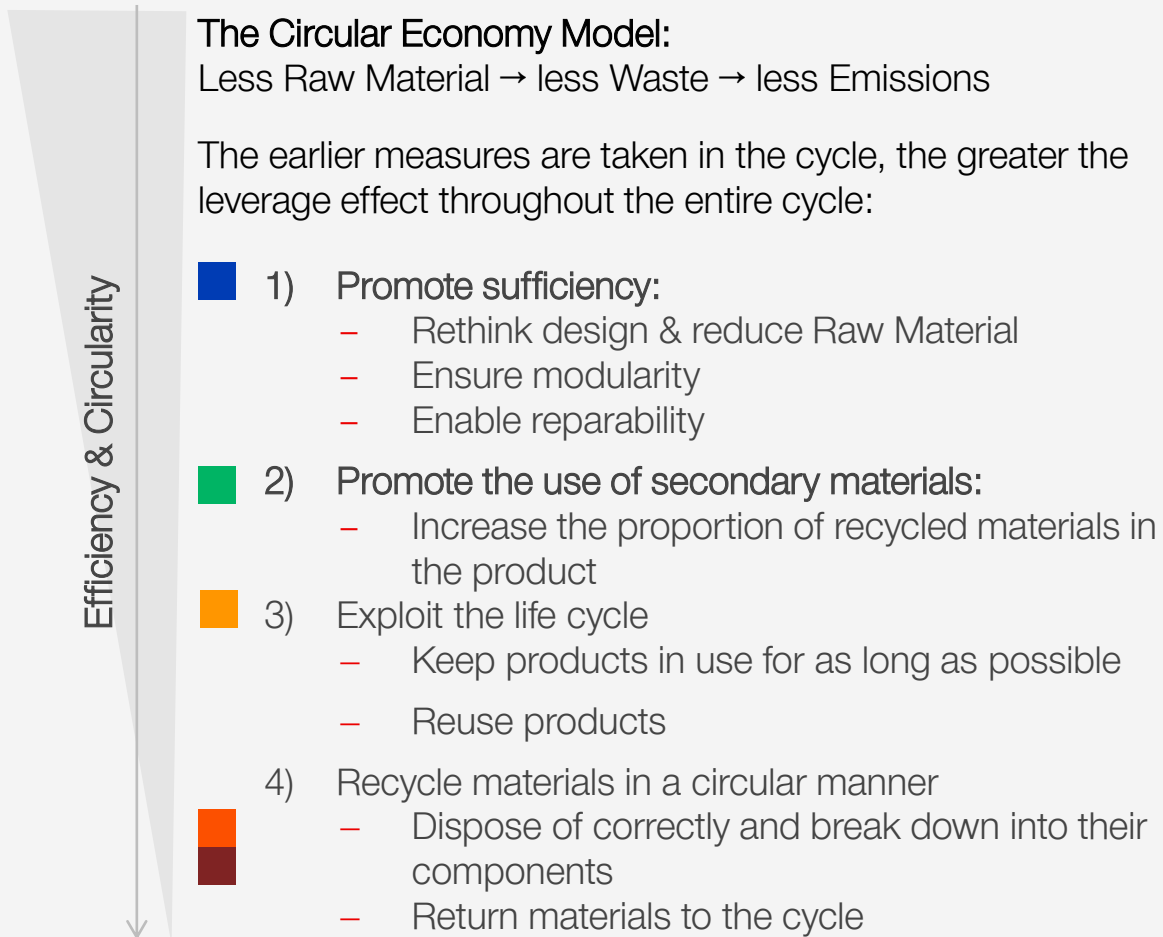 The Circular Economy Model:
Less Raw Material → less Waste → less Emissions
The earlier measures are taken in the cycle, the greater the
leverage effect throughout the entire cycle:
Efficiency & Circularity
1) Promote sufficiency:
– Rethink design & reduce Raw Material
– Ensure modularity
– Enable reparability
2) Promote the use of secondary materials:
– Increase the proportion of recycled materials in
the product
3) Exploit the life cycle
– Keep products in use for as long as possible
– Reuse products
4) Recycle materials in a circular manner
– Dispose of correctly and break down into their
components
– Return materials to the cycle